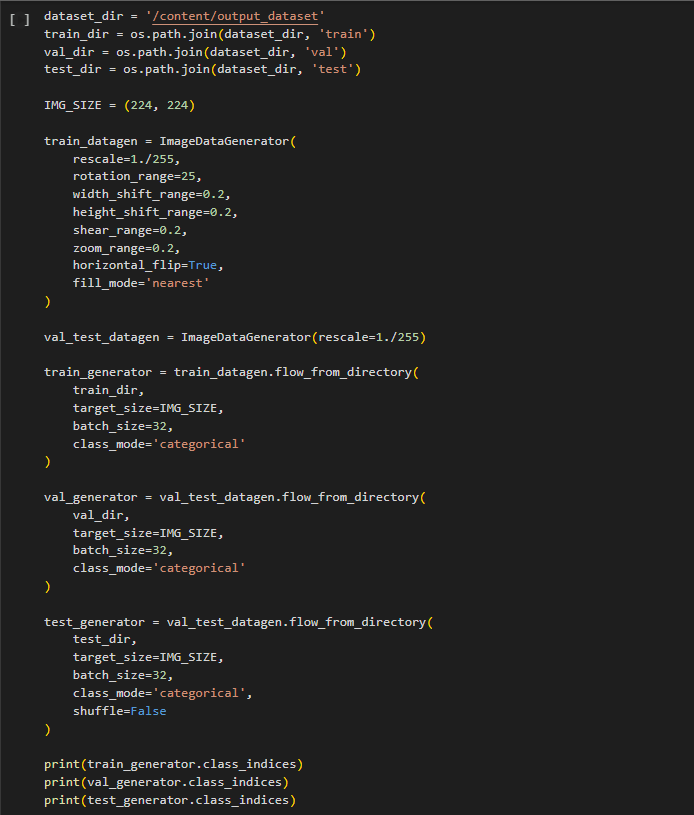 [ ] dataset_dir = '/content/output_dataset'
train_dir = os.path.join(dataset_dir, 'train')
val_dir = os.path.join(dataset_dir, 'val')
test_dir = os.path.join(dataset_dir, 'test')

IMG_SIZE = (224, 224)

train_datagen = ImageDataGenerator(
    rescale=1./255,
    rotation_range=25,
    width_shift_range=0.2,
    height_shift_range=0.2,
    shear_range=0.2,
    zoom_range=0.2,
    horizontal_flip=True,
    fill_mode='nearest'
)

val_test_datagen = ImageDataGenerator(rescale=1./255)

train_generator = train_datagen.flow_from_directory(
    train_dir,
    target_size=IMG_SIZE,
    batch_size=32,
    class_mode='categorical'
)

val_generator = val_test_datagen.flow_from_directory(
    val_dir,
    target_size=IMG_SIZE,
    batch_size=32,
    class_mode='categorical'
)

test_generator = val_test_datagen.flow_from_directory(
    test_dir,
    target_size=IMG_SIZE,
    batch_size=32,
    class_mode='categorical',
    shuffle=False
)

print(train_generator.class_indices)
print(val_generator.class_indices)
print(test_generator.class_indices)